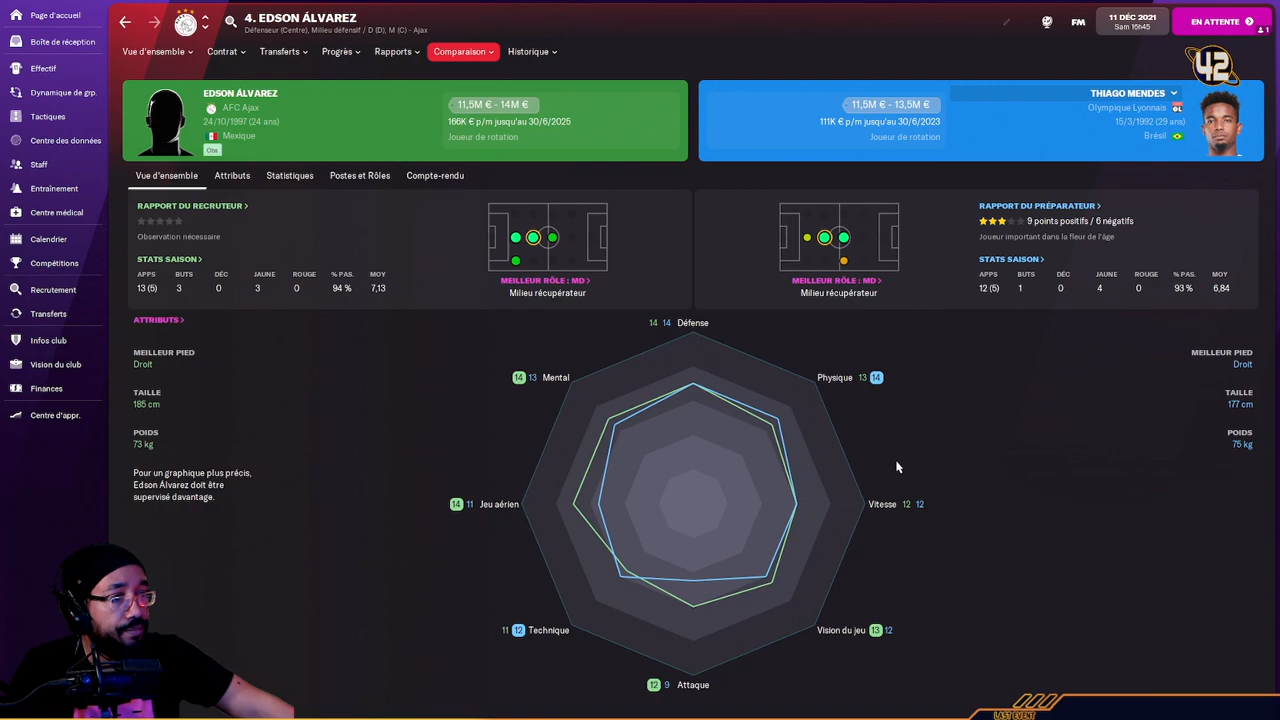 Page d'accueil
Boîte de réception
Effectif
Dynamique de grp.
Tactiques
Centre des données
Staff
Entraînement
Centre médical
Calendrier
Compétitions
Recrutement
Transferts
Infos club
Vision du club
Finances
Centre d'appr.
4. EDSON ÁLVAREZ
Défenseur (Centre), Milieu défensif / D (D), M (C) - Ajax
FM
11 DÉC 2021
Sam 15h45
EN ATTENTE
1
Vue d'ensemble
Contrat
Transferts
Progrès
Rapports
Comparaison
Historique
42
EDSON ÁLVAREZ
AFC Ajax
24/10/1997 (24 ans)
Mexique
Obs
11,5M € - 14M €
166K € p/m jusqu'au 30/6/2025
Joueur de rotation
11,5M € - 13,5M €
111K € p/m jusqu'au 30/6/2023
Joueur de rotation
THIAGO MENDES
Olympique Lyonnais
15/3/1992 (29 ans)
Brésil
Vue d'ensemble
Attributs
Statistiques
Postes et Rôles
Compte-rendu
RAPPORT DU RECRUTEUR >
Observation nécessaire
STATS SAISON >
APPS BUTS DÉC JAUNE ROUGE % PAS. MOY
13 (5) 3 0 3 0 94 % 7,13
MEILLEUR RÔLE : MD >
Milieu récupérateur
MEILLEUR RÔLE : MD >
Milieu récupérateur
RAPPORT DU PRÉPARATEUR >
9 points positifs / 6 négatifs
Joueur important dans la fleur de l'âge
STATS SAISON >
APPS BUTS DÉC JAUNE ROUGE % PAS. MOY
12 (5) 1 0 4 0 93 % 6,84
ATTRIBUTS >
MEILLEUR PIED
Droit
TAILLE
185 cm
POIDS
73 kg
Pour un graphique plus précis,
Edson Álvarez doit être
supervisé davantage.
14 14 Défense
14 13 Mental
Physique 13 14
14 11 Jeu aérien
Vitesse 12 12
11 12 Technique
Vision du jeu 13 12
12 9 Attaque
MEILLEUR PIED
Droit
TAILLE
177 cm
POIDS
75 kg
LAST EVENT